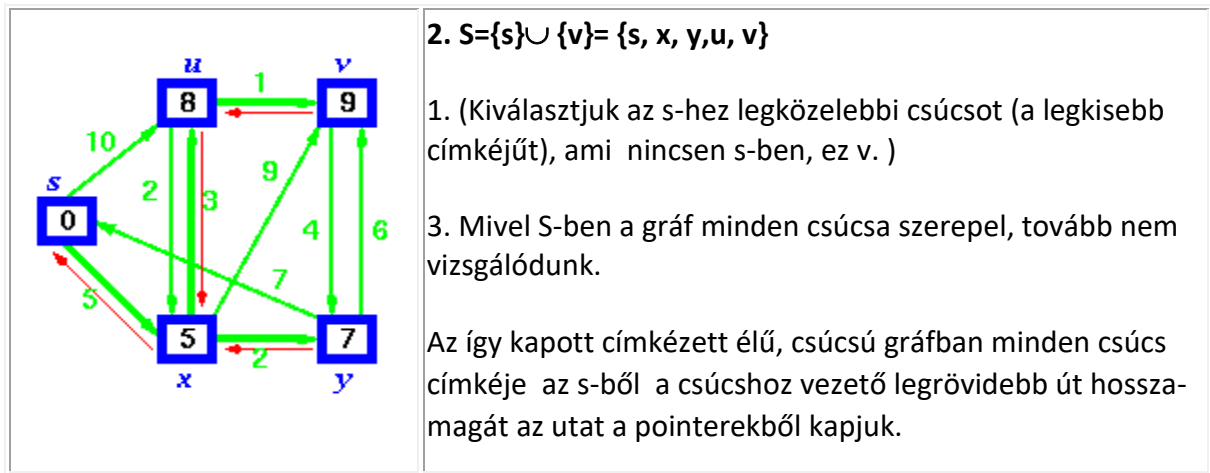 u
v
1
8
9
10
s
2
3
9
0
4
6
7
5
5
7
2
x
y
2. S={s}∪ {v}= {s, x, y,u, v}
1. (Kiválasztjuk az s-hez legközelebbi csúcsot (a legkisebb
címkéjűt), ami nincsen s-ben, ez v. )
3. Mivel S-ben a gráf minden csúcsa szerepel, tovább nem
vizsgálódunk.
Az így kapott címkézett élű, csúcsú gráfban minden csúcs
címkéje az s-ből a csúcshoz vezető legrövidebb út hossza-
magát az utat a pointerekből kapjuk.